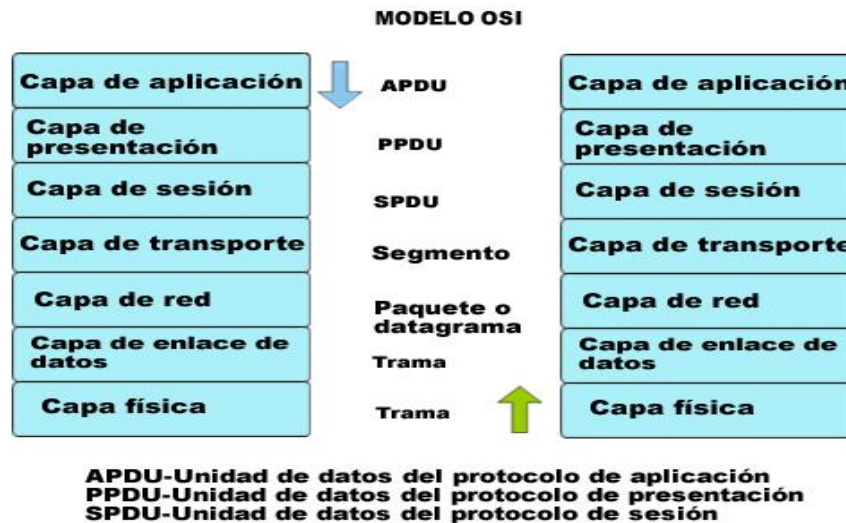 MODELO OSI
Capa de aplicación
APDU
Capa de aplicación
Capa de
presentación
PPDU
Capa de
presentación
Capa de sesión
SPDU
Capa de sesión
Capa de transporte
Segmento
Capa de transporte
Capa de red
Paquete o
datagrama
Capa de red
Capa de enlace de
datos
Trama
Capa de enlace de
datos
Capa física
Trama
Capa física
APDU-Unidad de datos del protocolo de aplicación
PPDU-Unidad de datos del protocolo de presentación
SPDU-Unidad de datos del protocolo de sesión